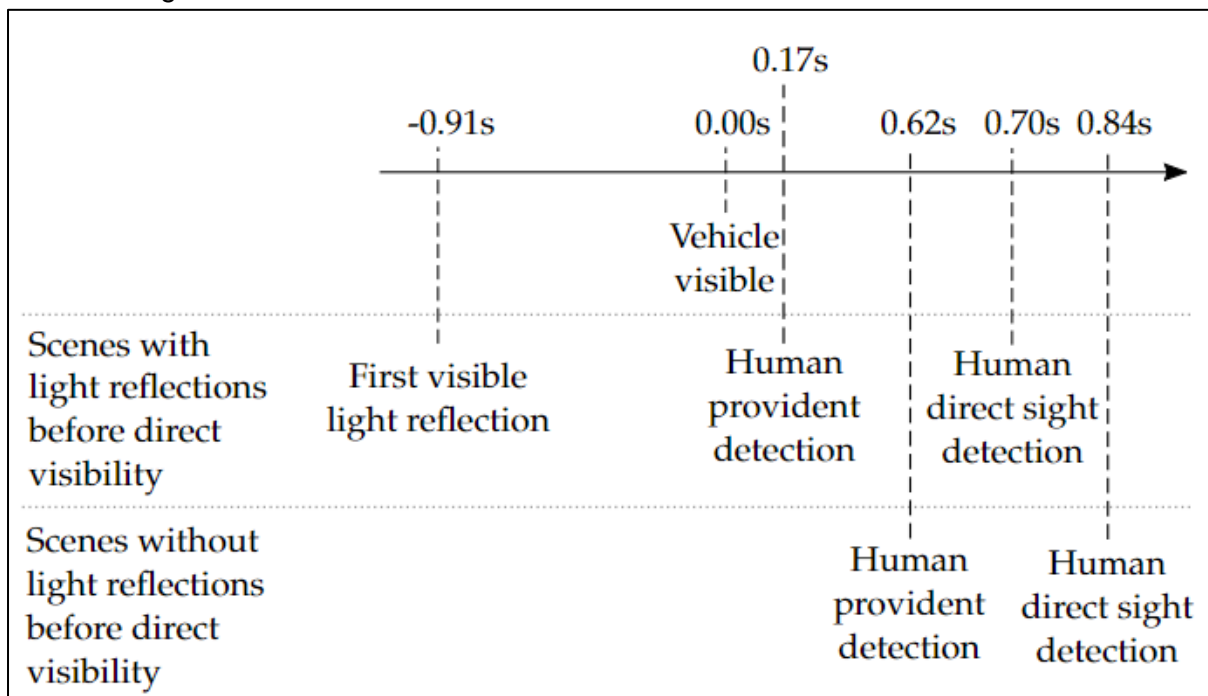 0.17s
-0.91s 0.00s 0.62s 0.70s 0.84s
Vehicle
visible
Scenes with
light reflections
before direct
visibility
First visible
light reflection
Human
provident
detection
Human
direct sight
detection
Scenes without
light reflections
before direct
visibility
Human
provident
detection
Human
direct sight
detection